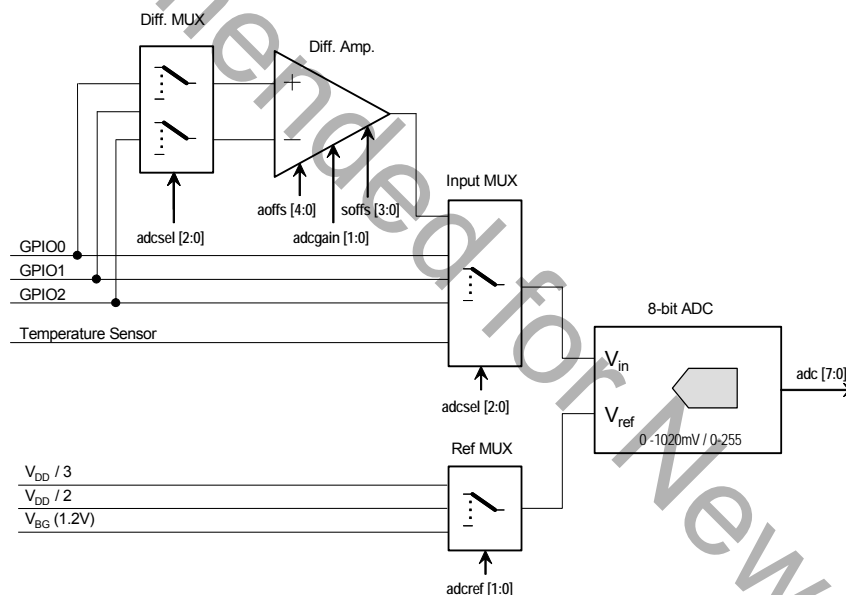 Diff. MUX
Diff. Amp.
Input MUX
aoffs [4:0]
soffs [3:0]
adcsel [2:0]
adcgain [1:0]
GPIO0
GPIO1
GPIO2
8-bit ADC
Temperature Sensor
Vin
adc [7:0]
adcsel [2:0]
Vref
0 -1020mV / 0-255
Ref MUX
VDD / 3
VDD / 2
VBG (1.2V)
adcref [1:0]
mended for New